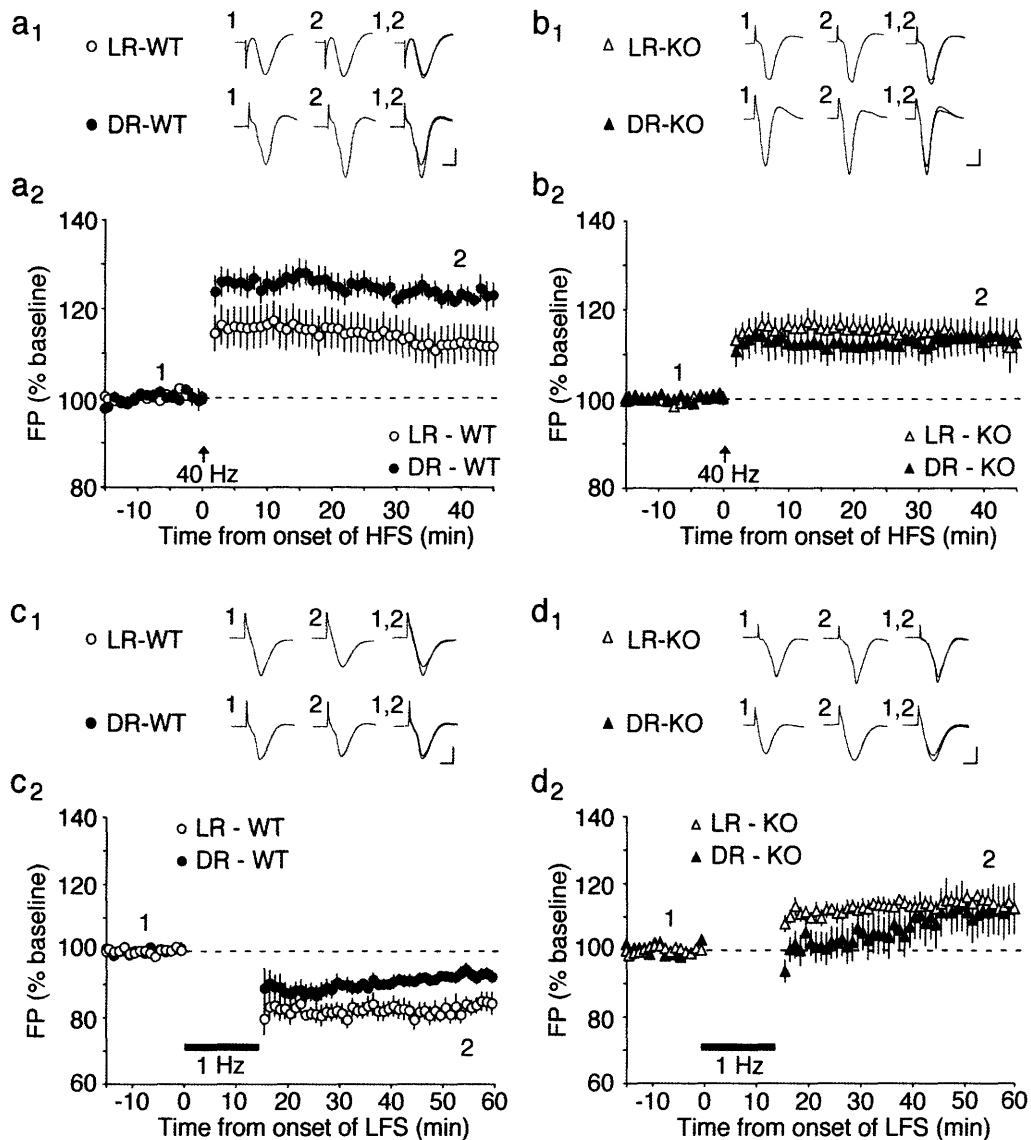 a1
1 2 1,2
○ LR-WT
● DR-WT
a2
140
120
100
80
FP (% baseline)
1
2
○ LR - WT
● DR - WT
40 Hz
-10 0 10 20 30 40
Time from onset of HFS (min)
b1
1 2 1,2
△ LR-KO
1 2 1,2
▲ DR-KO
b2
140
120
100
80
FP (% baseline)
1
2
△ LR - KO
▲ DR - KO
40 Hz
-10 0 10 20 30 40
Time from onset of HFS (min)
c1
1 2 1,2
○ LR-WT
1 2 1,2
● DR-WT
c2
140
120
100
80
60
FP (% baseline)
○ LR - WT
● DR - WT
1
2
1 Hz
-10 0 10 20 30 40 50 60
Time from onset of LFS (min)
d1
1 2 1,2
△ LR-KO
1 2 1,2
▲ DR-KO
d2
140
120
100
80
60
FP (% baseline)
△ LR - KO
▲ DR - KO
1
2
1 Hz
-10 0 10 20 30 40 50 60
Time from onset of LFS (min)